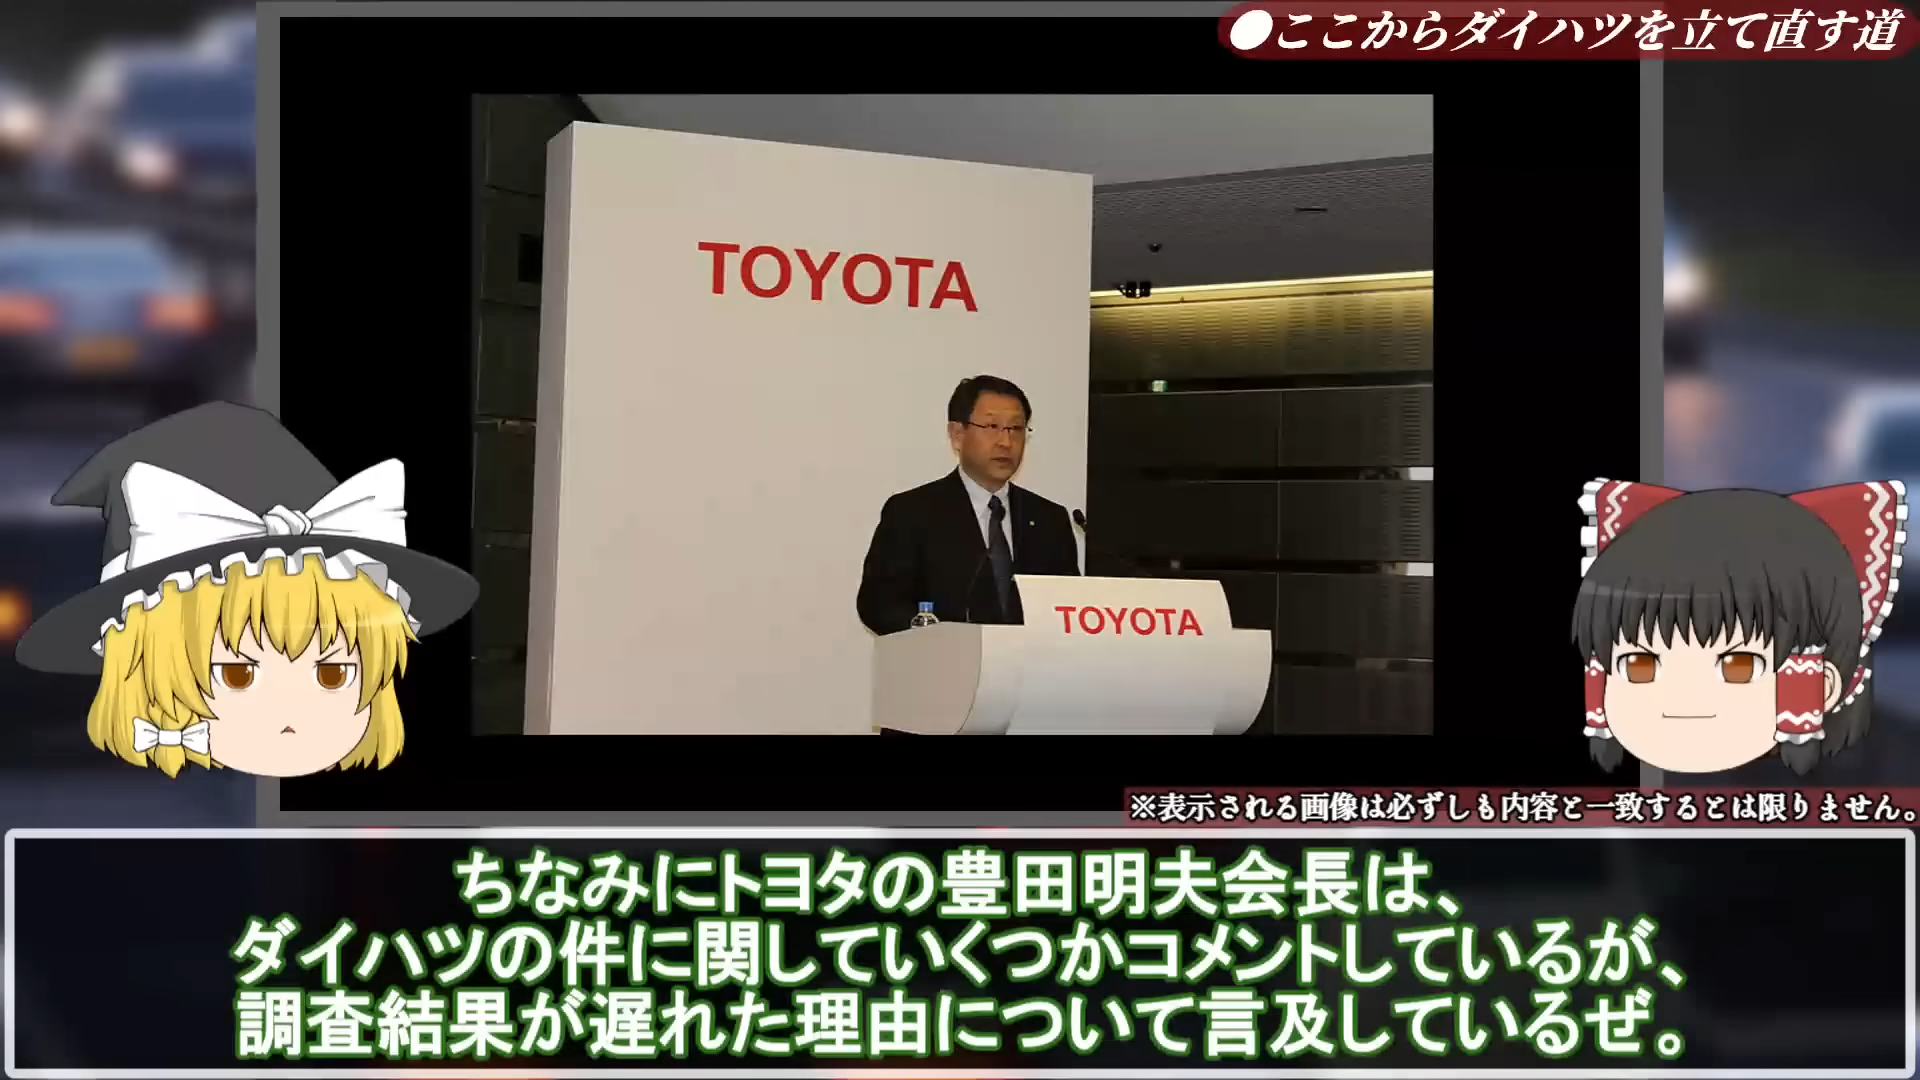 ●ここからダイハツを立て直す道
TOYOTA
TOYOTA
※表示される画像は必ずしも内容と一致するとは限りません。
ちなみにトヨタの豊田明夫会長は、
ダイハツの件に関していくつかコメントしているが、
調査結果が遅れた理由について言及しているぜ。